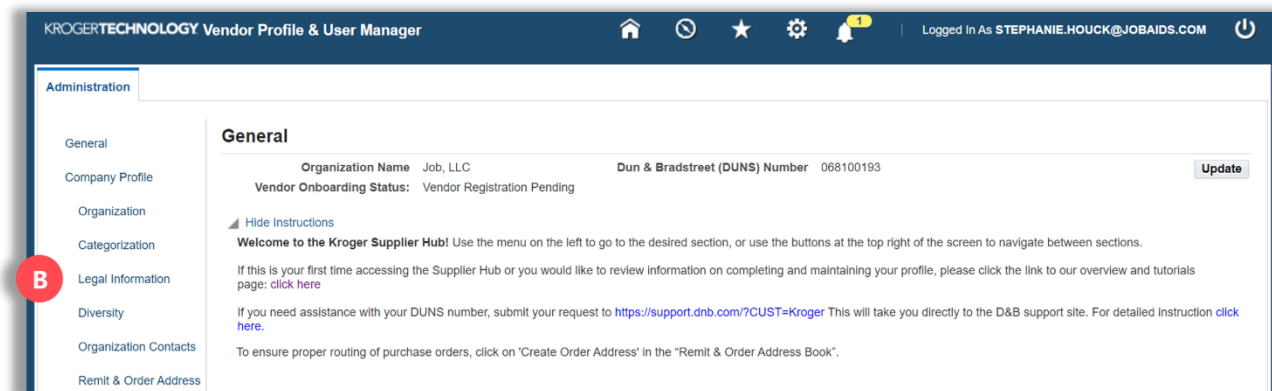 KROGERTECHNOLOGY. Vendor Profile & User Manager
1
Logged In As STEPHANIE.HOUCK@JOBAIDS.COM
Administration
General
Company Profile
Organization
Categorization
B
Legal Information
Diversity
Organization Contacts
Remit & Order Address
General
Organization Name Job, LLC
Dun & Bradstreet (DUNS) Number 068100193
Update
Vendor Onboarding Status: Vendor Registration Pending
Hide Instructions
Welcome to the Kroger Supplier Hub! Use the menu on the left to go to the desired section, or use the buttons at the top right of the screen to navigate between sections.
If this is your first time accessing the Supplier Hub or you would like to review information on completing and maintaining your profile, please click the link to our overview and tutorials
page: click here
If you need assistance with your DUNS number, submit your request to https://support.dnb.com/?CUST=Kroger This will take you directly to the D&B support site. For detailed instruction click
here.
To ensure proper routing of purchase orders, click on 'Create Order Address' in the “Remit & Order Address Book”.